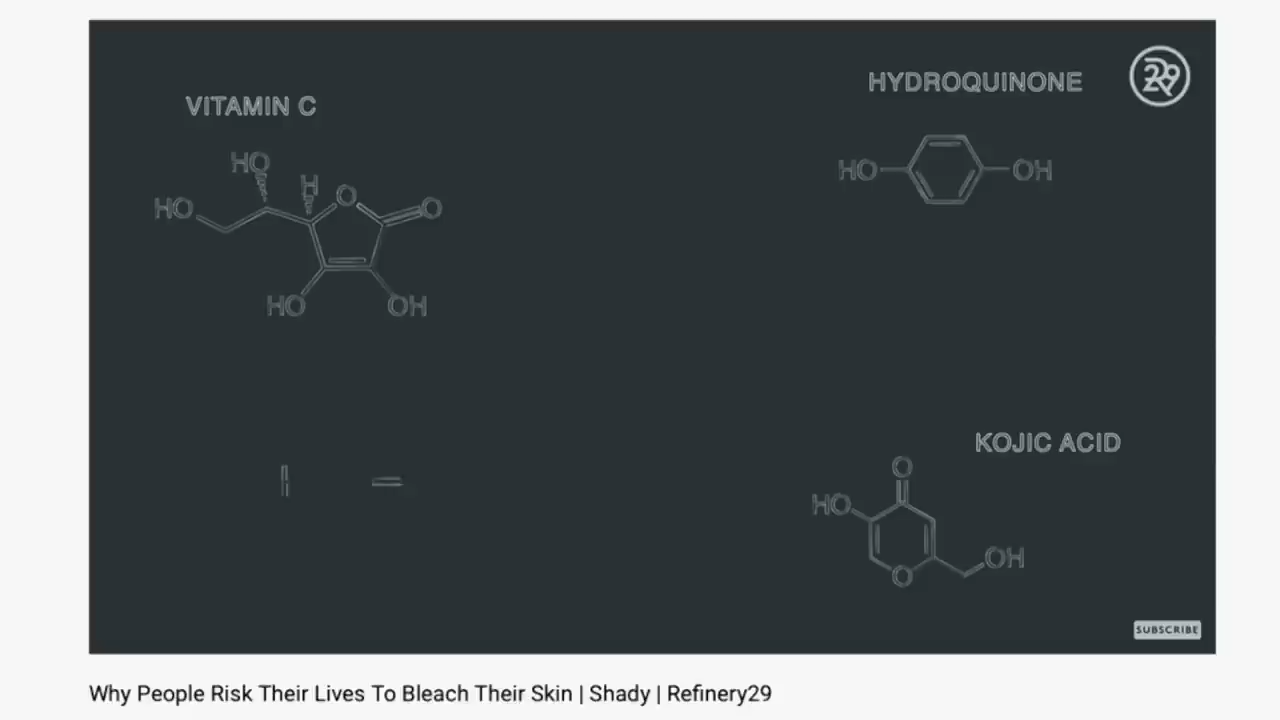 HYDROQUINONE
R29
VITAMIN C
HO OH
HO
H
O
HO
O
HO OH
KOJIC ACID
O
HO
OH
O
SUBSCRIBE
Why People Risk Their Lives To Bleach Their Skin | Shady | Refinery29